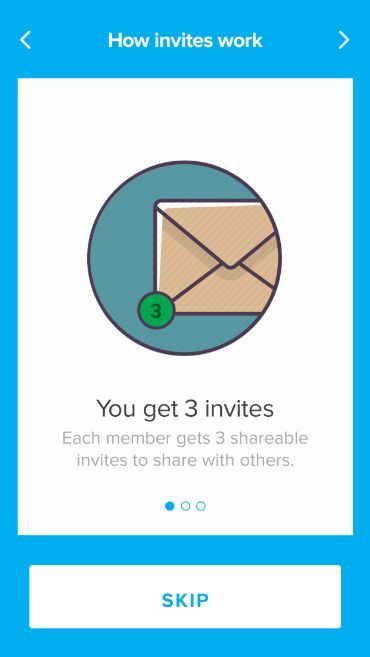 How invites work
3
You get 3 invites
Each member gets 3 shareable
invites to share with others.
SKIP